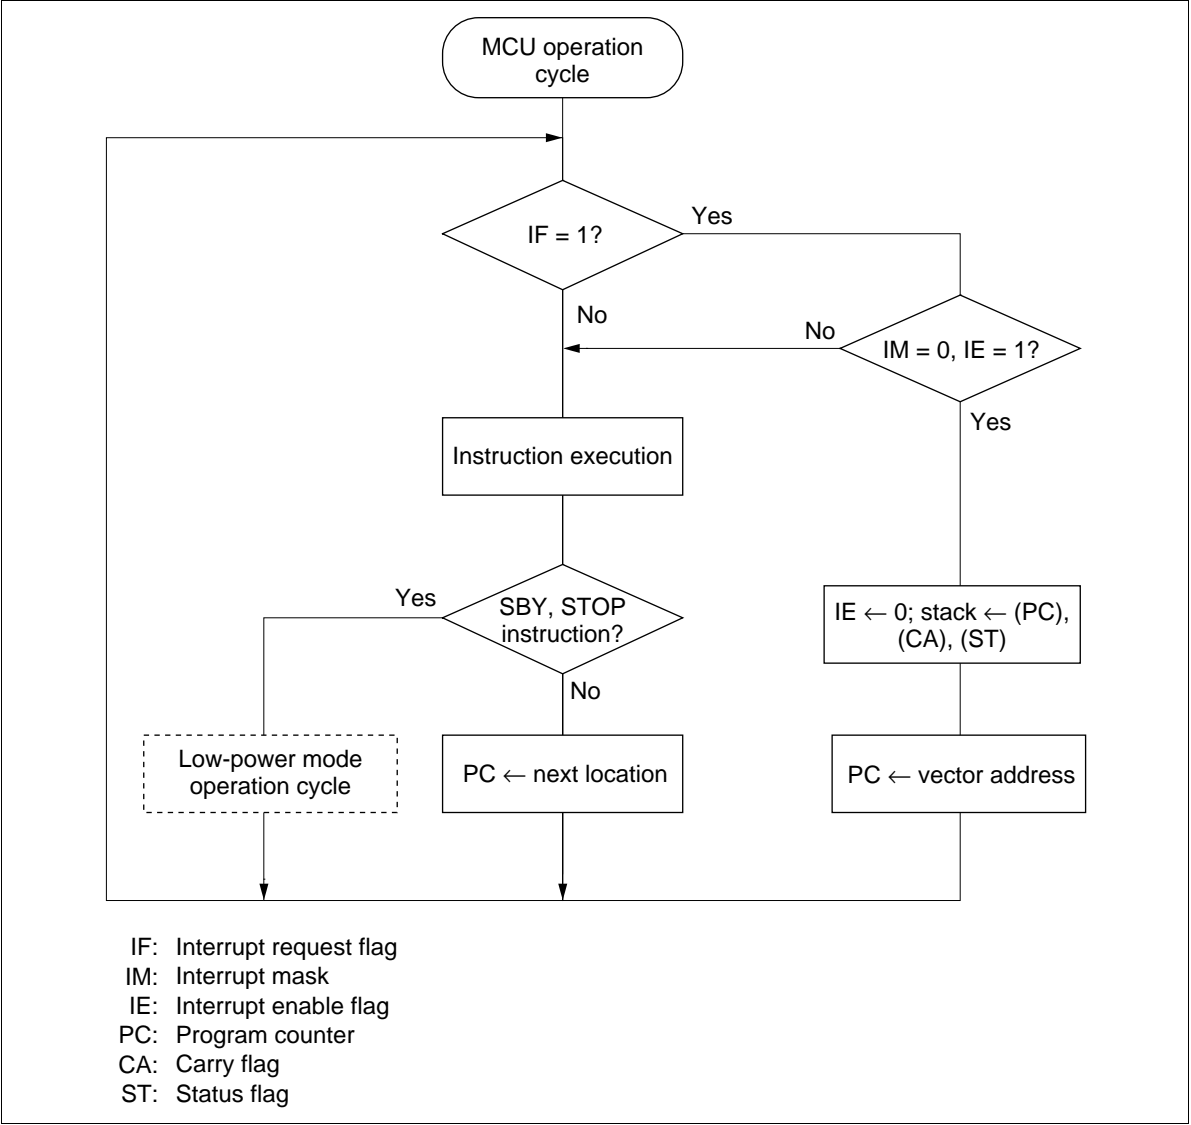 MCU operation
cycle
IF = 1?
Yes
No
No
IM = 0, IE = 1?
Yes
Instruction execution
Yes
SBY, STOP
instruction?
No
IE ← 0; stack ← (PC),
(CA), (ST)
Low-power mode
operation cycle
PC ← next location
PC ← vector address
IF: Interrupt request flag
IM: Interrupt mask
IE: Interrupt enable flag
PC: Program counter
CA: Carry flag
ST: Status flag